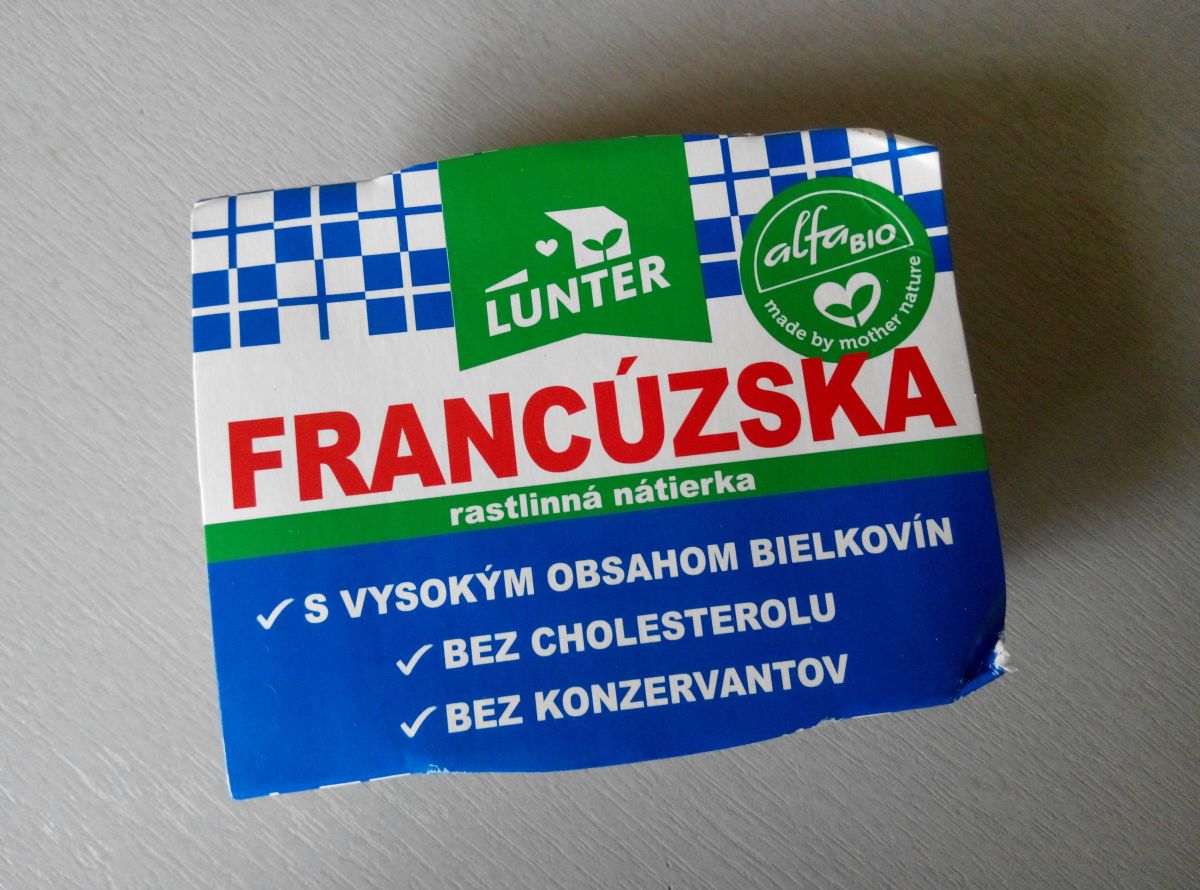 LUNTER
alfa BIO
made by mother nature
FRANCÚZSKA
rastlinná nátierka
✓ S VYSOKÝM OBSAHOM BIELKOVÍN
✓ BEZ CHOLESTEROLU
✓ BEZ KONZERVANTOV